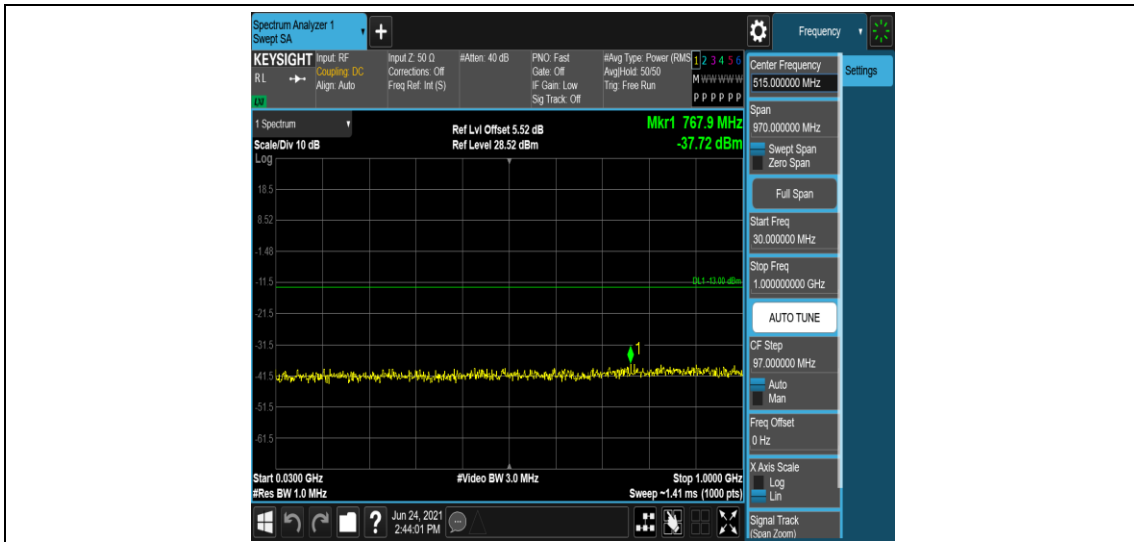 Spectrum Analyzer 1
Swept SA
+
Frequency
KEYSIGHT
RL
LXI
Input: RF
Coupling: DC
Align: Auto
Input Z: 50 Ω
Corrections: Off
Freq Ref: Int (S)
#Atten: 40 dB
PNO: Fast
Gate: Off
IF Gain: Low
Sig Track: Off
#Avg Type: Power (RMS
Avg|Hold: 50/50
Trig: Free Run
1 2 3 4 5 6
M W W W W W
P P P P P P
1 Spectrum
Scale/Div 10 dB
Ref Lvl Offset 5.52 dB
Ref Level 28.52 dBm
Mkr1 767.9 MHz
-37.72 dBm
Log
18.5
8.52
-1.48
-11.5
DL1 -13.00 dBm
-21.5
-31.5
1
-41.5
-51.5
-61.5
Start 0.0300 GHz
#Res BW 1.0 MHz
#Video BW 3.0 MHz
Stop 1.0000 GHz
Sweep ~1.41 ms (1000 pts)
?
Jun 24, 2021
2:44:01 PM
Center Frequency
515.000000 MHz
Settings
Span
970.000000 MHz
Swept Span
Zero Span
Full Span
Start Freq
30.000000 MHz
Stop Freq
1.000000000 GHz
AUTO TUNE
CF Step
97.000000 MHz
Auto
Man
Freq Offset
0 Hz
X Axis Scale
Log
Lin
Signal Track
(Span Zoom)